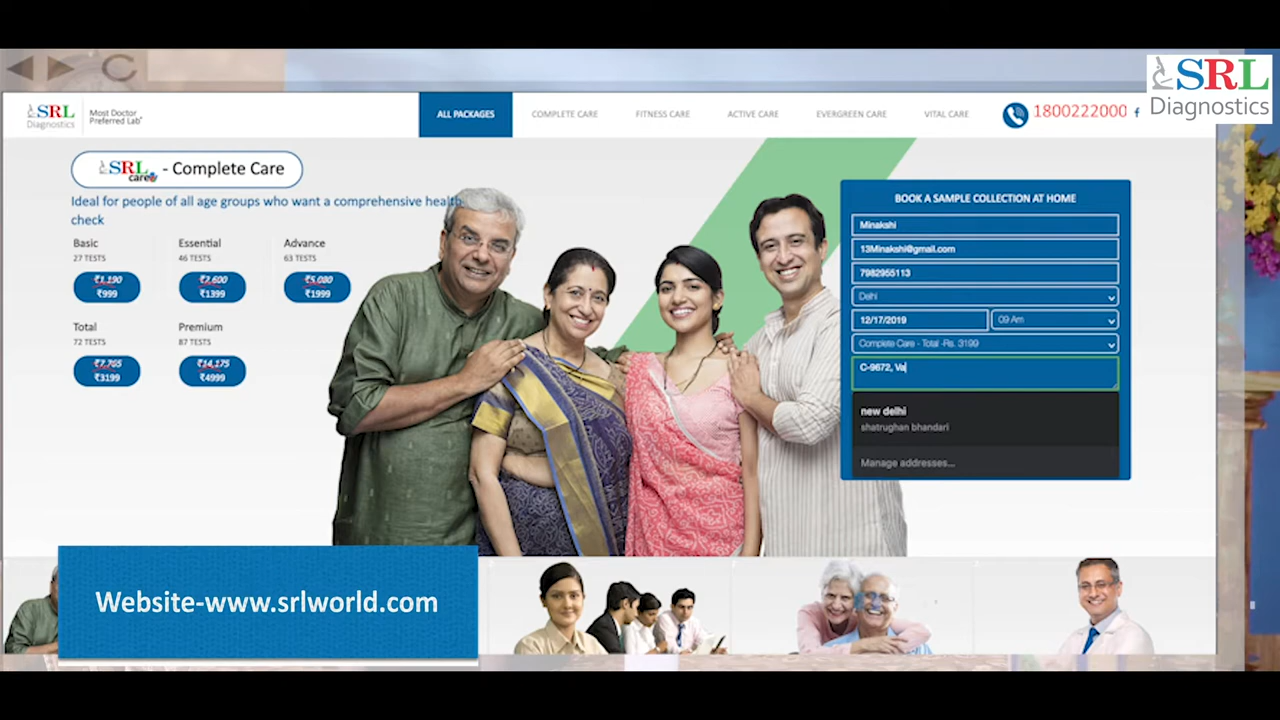 SRL
Diagnostics
SRL
Diagnostics
Most Doctor
Preferred Lab"
ALL PACKAGES
COMPLETE CARE
FITNESS CARE
ACTIVE CARE
EVERGREEN CARE
VITAL CARE
1800222000
f
SRL care - Complete Care
Ideal for people of all age groups who want a comprehensive health
check
Basic
27 TESTS
₹1,190
₹999
Essential
46 TESTS
₹2,600
₹1399
Advance
63 TESTS
₹5,080
₹1999
Total
72 TESTS
₹7,765
₹3199
Premium
87 TESTS
₹14,175
₹4999
BOOK A SAMPLE COLLECTION AT HOME
Minakshi
13Minakshi@gmail.com
7982955113
Delhi
12/17/2019
09 Am
Complete Care - Total -Rs. 3199
C-9672, Va
new delhi
shatrughan bhandari
Manage addresses...
Website-www.srlworld.com